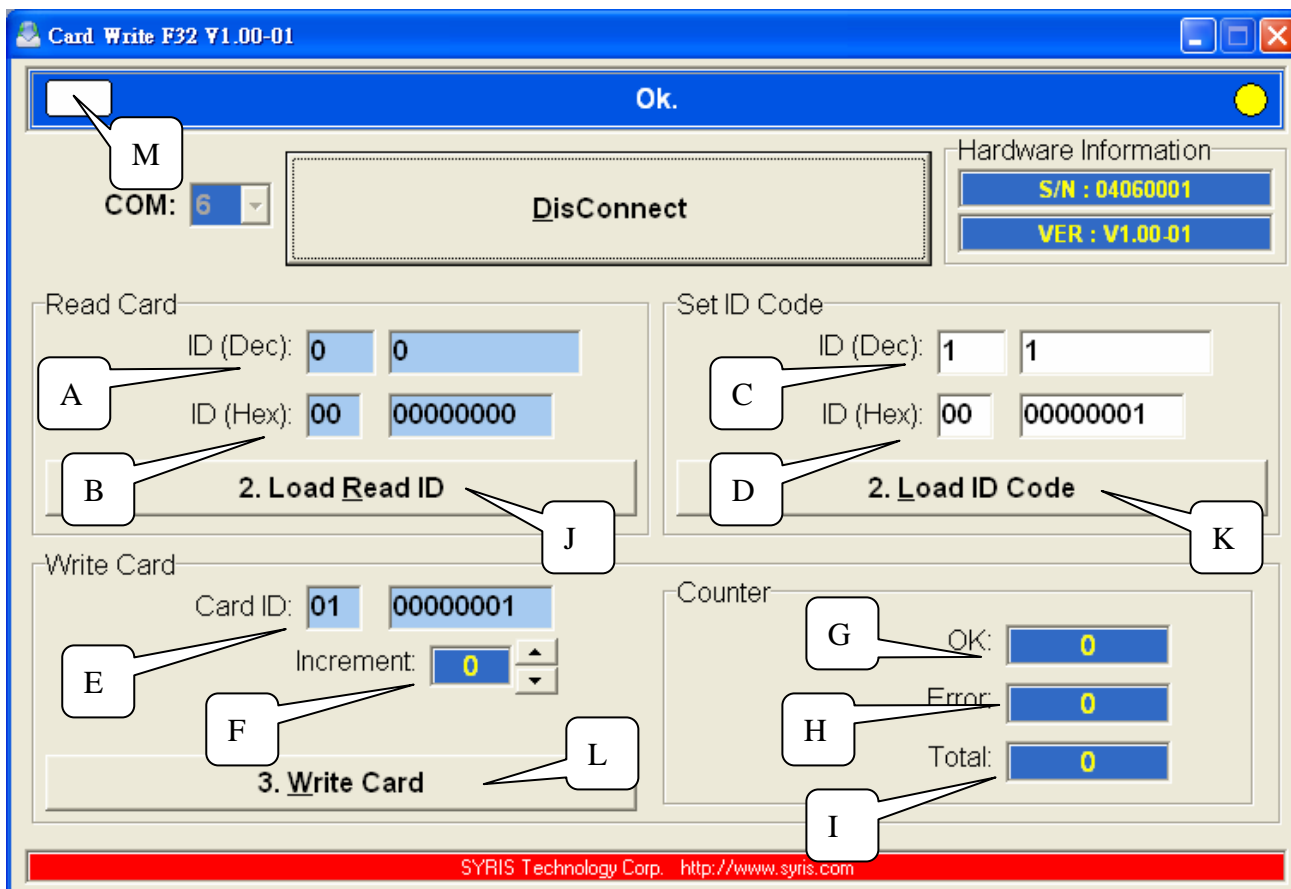 Card Write F32 V1.00-01
Ok.
M
COM: 6
DisConnect
Hardware Information
S/N : 04060001
VER : V1.00-01
Read Card
ID (Dec): 0 0
A
ID (Hex): 00 00000000
B
2. Load Read ID
J
Set ID Code
ID (Dec): 1 1
C
ID (Hex): 00 00000001
D
2. Load ID Code
K
Write Card
Card ID: 01 00000001
E
Increment: 0
F
3. Write Card
L
Counter
G
OK: 0
H
Error: 0
Total: 0
I
SYRIS Technology Corp. http://www.syris.com